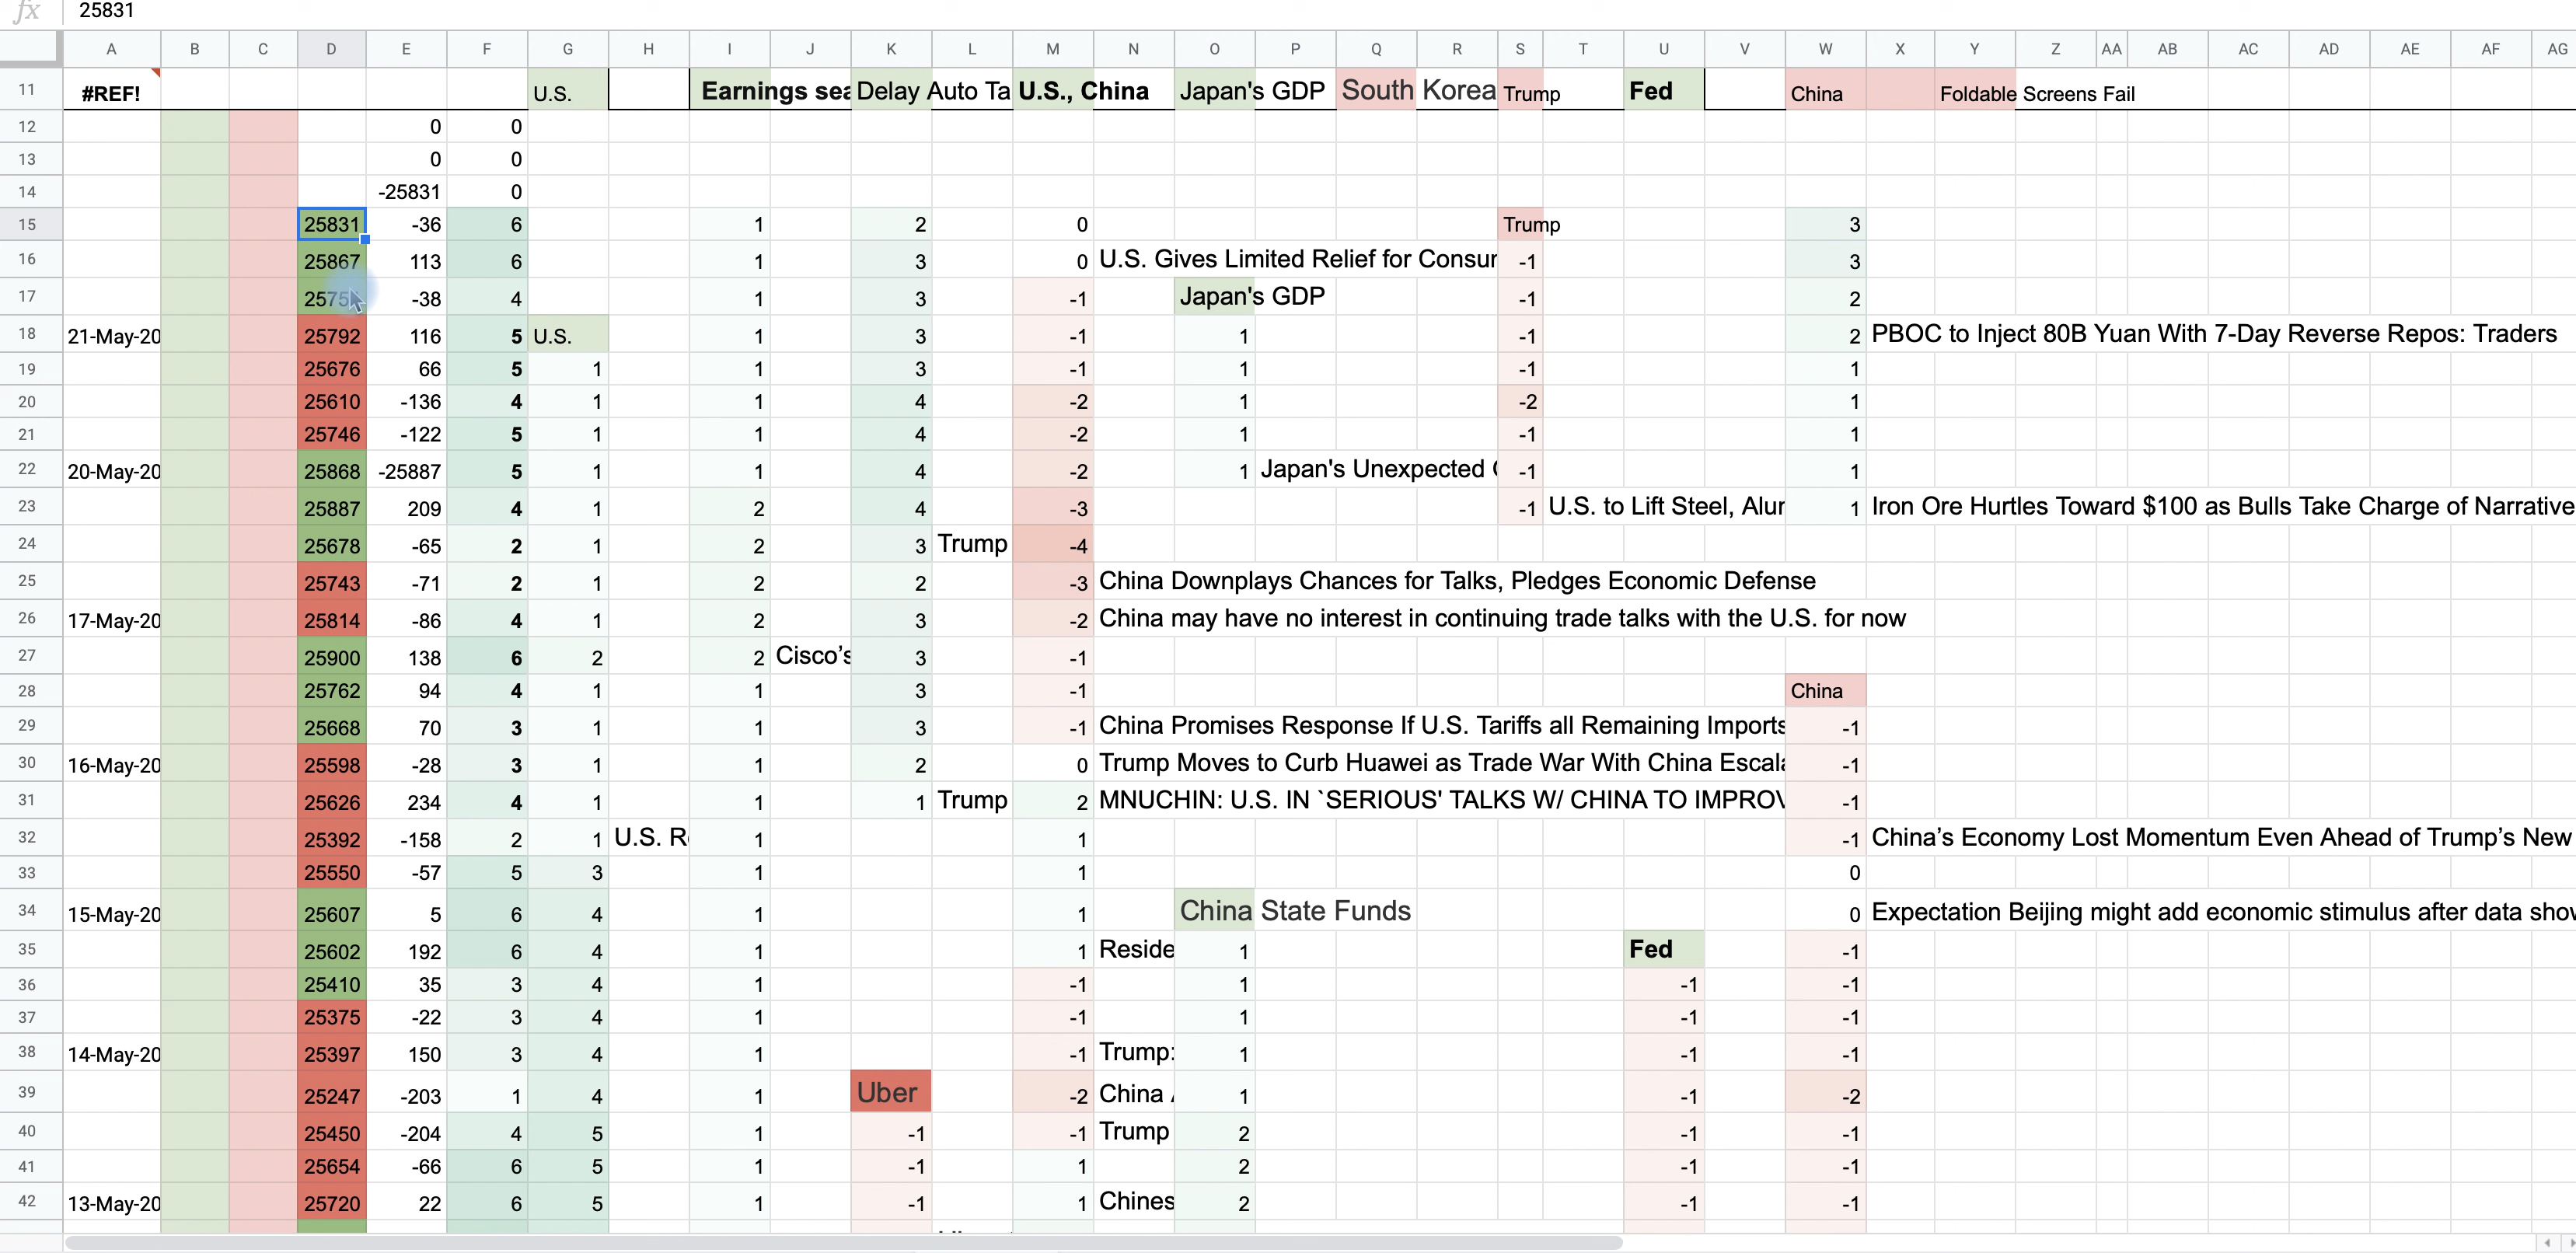 fx 25831
A B C D E F G H I J K L M N O P Q R S T U V W X Y Z AA AB AC AD AE AF AG
11 #REF! U.S. Earnings sea Delay Auto Ta U.S., China Japan's GDP South Korea Trump Fed China Foldable Screens Fail
12 0 0
13 0 0
14 -25831 0
15 25831 -36 6 1 2 0 Trump 3
16 25867 113 6 1 3 0 U.S. Gives Limited Relief for Consur -1 3
17 2575 -38 4 1 3 -1 Japan's GDP -1 2
18 21-May-20 25792 116 5 U.S. 1 3 -1 1 -1 2 PBOC to Inject 80B Yuan With 7-Day Reverse Repos: Traders
19 25676 66 5 1 1 3 -1 1 -1 1
20 25610 -136 4 1 1 4 -2 1 -2 1
21 25746 -122 5 1 1 4 -2 1 -1 1
22 20-May-20 25868 -25887 5 1 1 4 -2 1 Japan's Unexpected -1 1
23 25887 209 4 1 2 4 -3 -1 U.S. to Lift Steel, Alur 1 Iron Ore Hurtles Toward $100 as Bulls Take Charge of Narrative
24 25678 -65 2 1 2 3 Trump -4
25 25743 -71 2 1 2 2 -3 China Downplays Chances for Talks, Pledges Economic Defense
26 17-May-20 25814 -86 4 1 2 3 -2 China may have no interest in continuing trade talks with the U.S. for now
27 25900 138 6 2 2 Cisco's 3 -1
28 25762 94 4 1 1 3 -1 China
29 25668 70 3 1 1 3 -1 China Promises Response If U.S. Tariffs all Remaining Imports -1
30 16-May-20 25598 -28 3 1 1 2 0 Trump Moves to Curb Huawei as Trade War With China Escala -1
31 25626 234 4 1 1 1 Trump 2 MNUCHIN: U.S. IN `SERIOUS' TALKS W/ CHINA TO IMPROV -1
32 25392 -158 2 1 U.S. R 1 1 -1 China's Economy Lost Momentum Even Ahead of Trump's New
33 25550 -57 5 3 1 1 0
34 15-May-20 25607 5 6 4 1 1 China State Funds 0 Expectation Beijing might add economic stimulus after data show
35 25602 192 6 4 1 1 Reside 1 Fed -1
36 25410 35 3 4 1 -1 1 -1 -1
37 25375 -22 3 4 1 -1 1 -1 -1
38 14-May-20 25397 150 3 4 1 -1 Trump: 1 -1 -1
39 25247 -203 1 4 1 Uber -2 China 1 -1 -2
40 25450 -204 4 5 1 -1 -1 Trump 2 -1 -1
41 25654 -66 6 5 1 -1 1 2 -1 -1
42 13-May-20 25720 22 6 5 1 -1 1 Chines 2 -1 -1